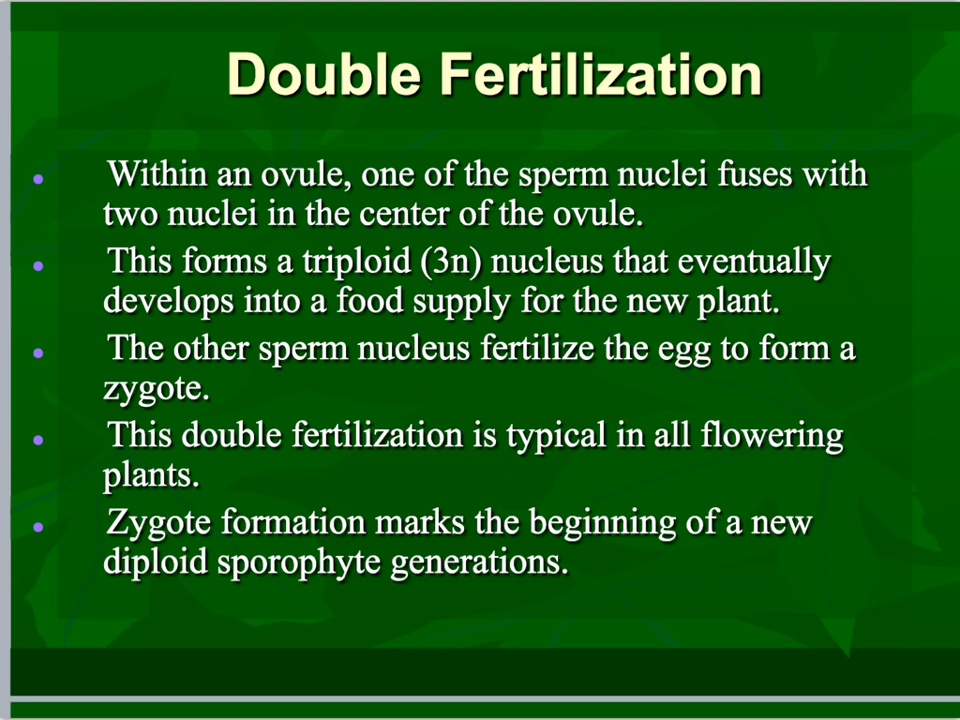 Double Fertilization
• Within an ovule, one of the sperm nuclei fuses with
two nuclei in the center of the ovule.
• This forms a triploid (3n) nucleus that eventually
develops into a food supply for the new plant.
• The other sperm nucleus fertilize the egg to form a
zygote.
• This double fertilization is typical in all flowering
plants.
• Zygote formation marks the beginning of a new
diploid sporophyte generations.